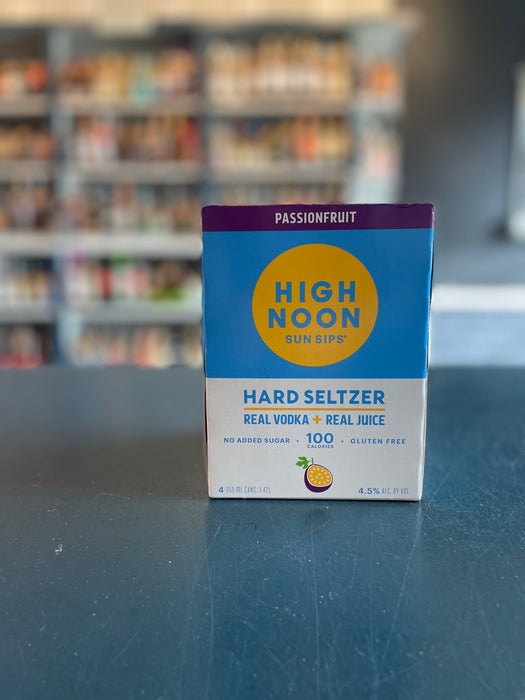 PASSIONFRUIT
HIGH
NOON
SUN SIPS
HARD SELTZER
REAL VODKA + REAL JUICE
NO ADDED SUGAR • 100 CALORIES • GLUTEN FREE
4-355 ML CANS, 1.42L 4.5% ALC. BY VOL.